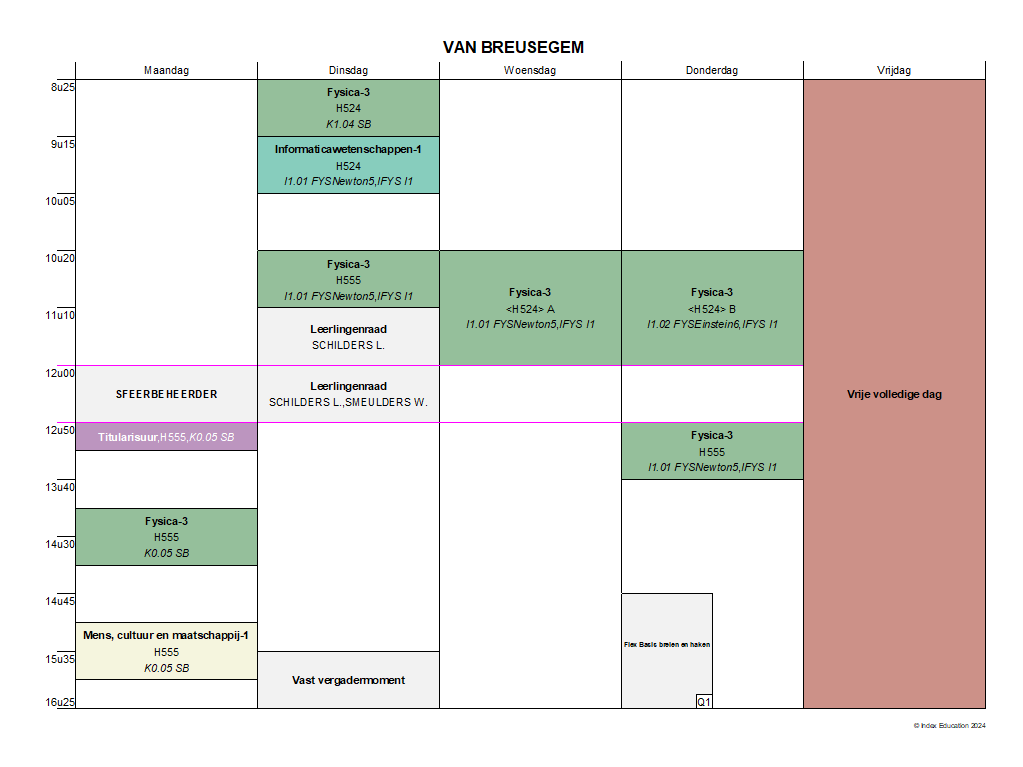 VAN BREUSEGEM
Maandag Dinsdag Woensdag Donderdag Vrijdag
8u25
9u15
10u05
10u20
11u10
12u00
12u50
13u40
14u30
14u45
15u35
16u25
SFEERBEHEERDER
Titularisuur,H555,K0.05 SB
Fysica-3
H555
K0.05 SB
Mens, cultuur en maatschappij-1
H555
K0.05 SB
Fysica-3
H524
K1.04 SB
Informaticawetenschappen-1
H524
I1.01 FYSNewton5,IFYS I1
Fysica-3
H555
I1.01 FYSNewton5,IFYS I1
Leerlingenraad
SCHILDERS L.
Leerlingenraad
SCHILDERS L.,SMEULDERS W.
Vast vergadermoment
Fysica-3
<H524> A
I1.01 FYSNewton5,IFYS I1
Fysica-3
<H524> B
I1.02 FYSEinstein6,IFYS I1
Fysica-3
H555
I1.01 FYSNewton5,IFYS I1
Flex Basis breien en haken
Q1
Vrije volledige dag
© Index Education 2024